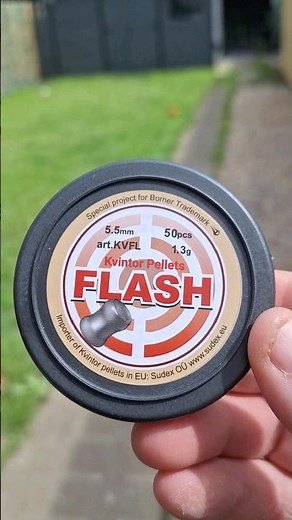 Special project for Borner Trademark
5.5mm 50pcs
art.KVFL 1.3g
Kvintor Pellets
FLASH
Importer of Kvintor pellets in EU: Sudex OÜ www.sudex.eu